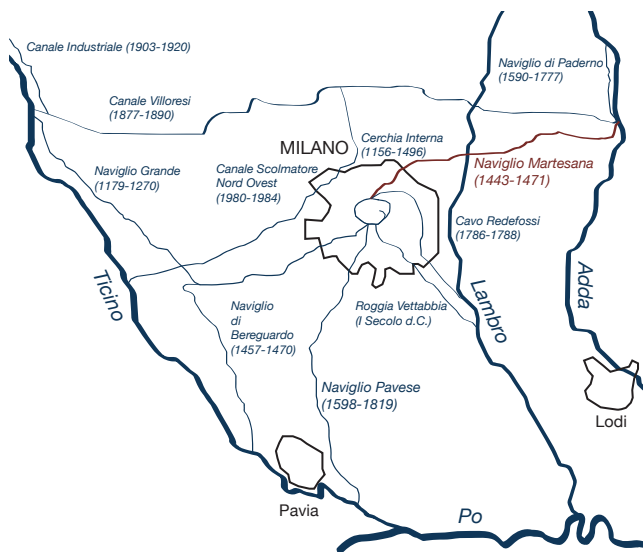 Canale Industriale (1903-1920)
Naviglio di Paderno
(1590-1777)
Canale Villoresi
(1877-1890)
MILANO
Cerchia Interna
(1156-1496)
Naviglio Grande
(1179-1270)
Canale Scolmatore
Nord Ovest
(1980-1984)
Naviglio Martesana
(1443-1471)
Cavo Redefossi
(1786-1788)
Ticino
Lambro
Adda
Naviglio
di
Bereguardo
(1457-1470)
Roggia Vettabbia
(I Secolo d.C.)
Naviglio Pavese
(1598-1819)
Lodi
Pavia
Po